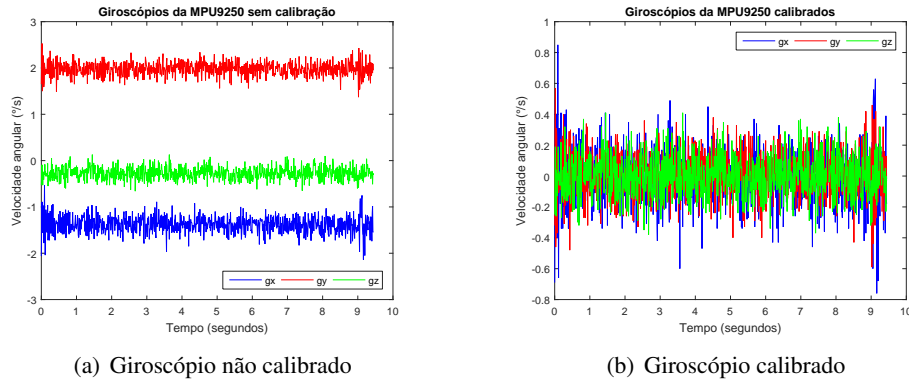 Giroscópios da MPU9250 sem calibração
3
2
1
0
-1
-2
-3
Velocidade angular (°/s)
gx gy gz
0 1 2 3 4 5 6 7 8 9 10
Tempo (segundos)
(a) Giroscópio não calibrado
Giroscópios da MPU9250 calibrados
1
0.8
0.6
0.4
0.2
0
-0.2
-0.4
-0.6
-0.8
Velocidade angular (°/s)
gx gy gz
0 1 2 3 4 5 6 7 8 9 10
Tempo (segundos)
(b) Giroscópio calibrado